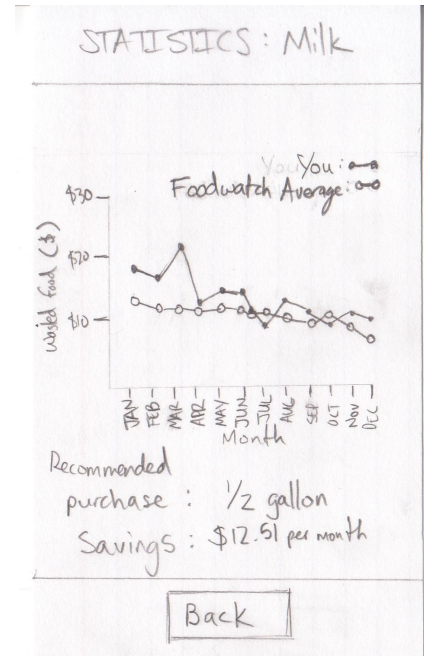 STATISTICS: Milk
You:
Foodwatch Average:
$30
$20
$10
Wasted food ($)
JAN FEB MAR APR MAY JUN JUL AUG SEP OCT NOV DEC
Month
Recommended
purchase: 1/2 gallon
Savings: $12.51 per month
Back